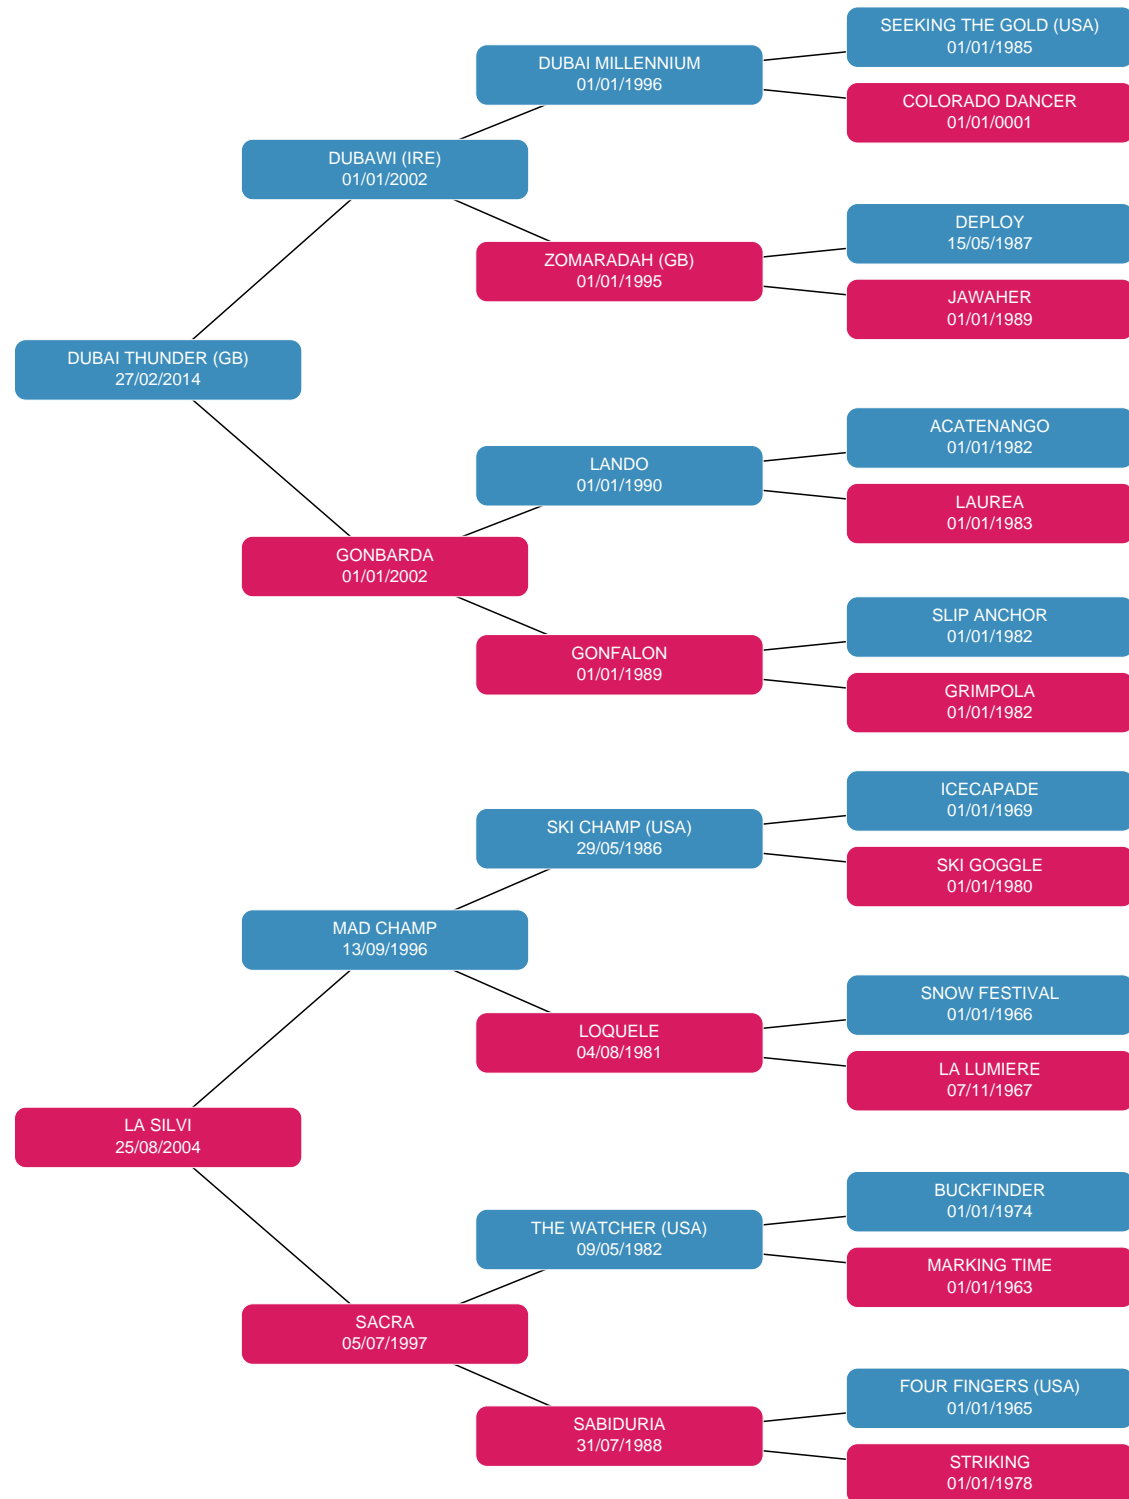 SEEKING THE GOLD (USA)
01/01/1985
DUBAI MILLENNIUM
01/01/1996
COLORADO DANCER
01/01/0001
DUBAWI (IRE)
01/01/2002
DEPLOY
15/05/1987
ZOMARADAH (GB)
01/01/1995
JAWAHER
01/01/1989
DUBAI THUNDER (GB)
27/02/2014
ACATENANGO
01/01/1982
LANDO
01/01/1990
LAUREA
01/01/1983
GONBARDA
01/01/2002
SLIP ANCHOR
01/01/1982
GONFALON
01/01/1989
GRIMPOLA
01/01/1982
ICECAPADE
01/01/1969
SKI CHAMP (USA)
29/05/1986
SKI GOGGLE
01/01/1980
MAD CHAMP
13/09/1996
SNOW FESTIVAL
01/01/1966
LOQUELE
04/08/1981
LA LUMIERE
07/11/1967
LA SILVI
25/08/2004
BUCKFINDER
01/01/1974
THE WATCHER (USA)
09/05/1982
MARKING TIME
01/01/1963
SACRA
05/07/1997
FOUR FINGERS (USA)
01/01/1965
SABIDURIA
31/07/1988
STRIKING
01/01/1978